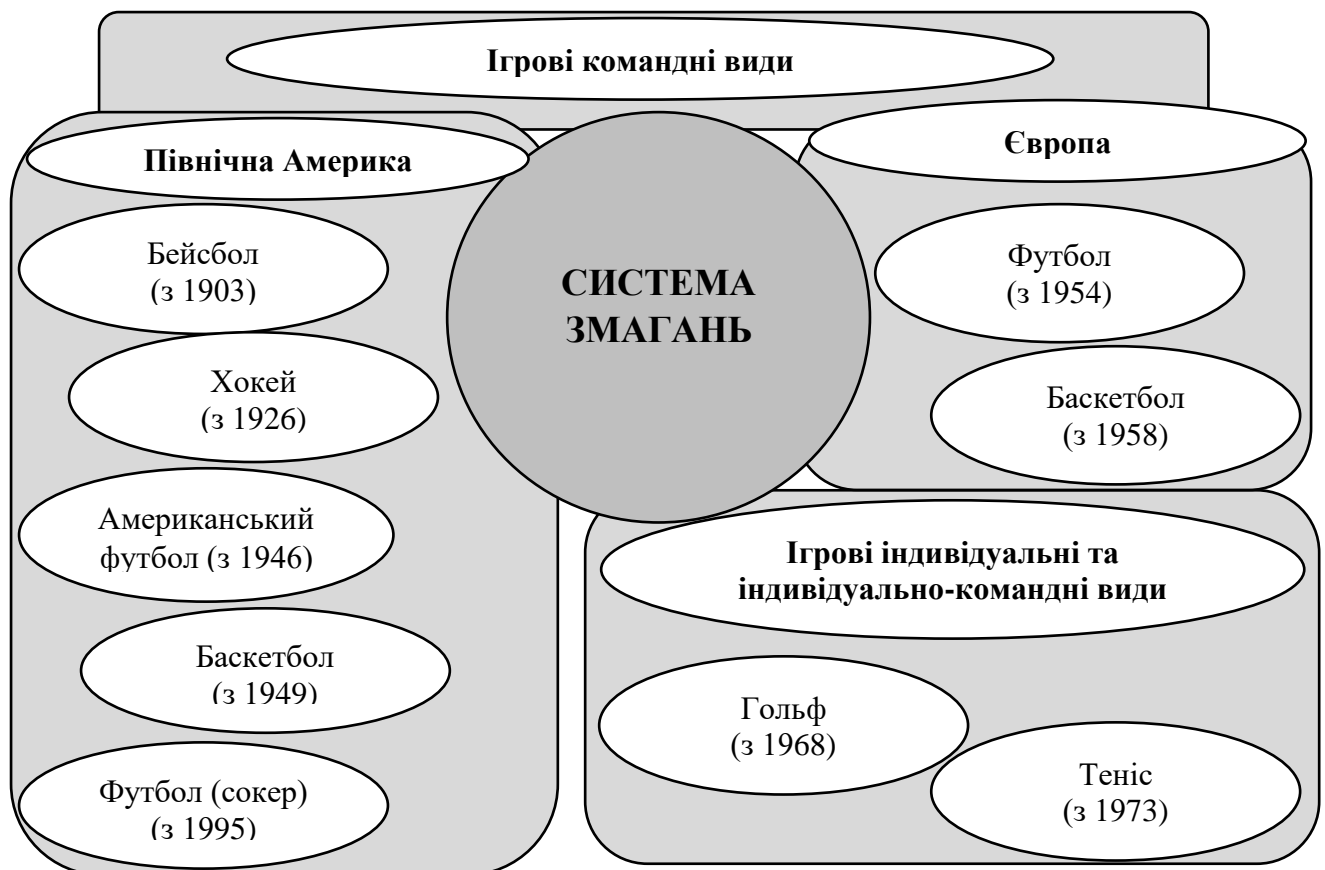 Ігрові командні види
Північна Америка
Бейсбол
(з 1903)
Хокей
(з 1926)
Американський
футбол (з 1946)
Баскетбол
(з 1949)
Футбол (сокер)
(з 1995)
СИСТЕМА
ЗМАГАНЬ
Європа
Футбол
(з 1954)
Баскетбол
(з 1958)
Ігрові індивідуальні та
індивідуально-командні види
Гольф
(з 1968)
Теніс
(з 1973)